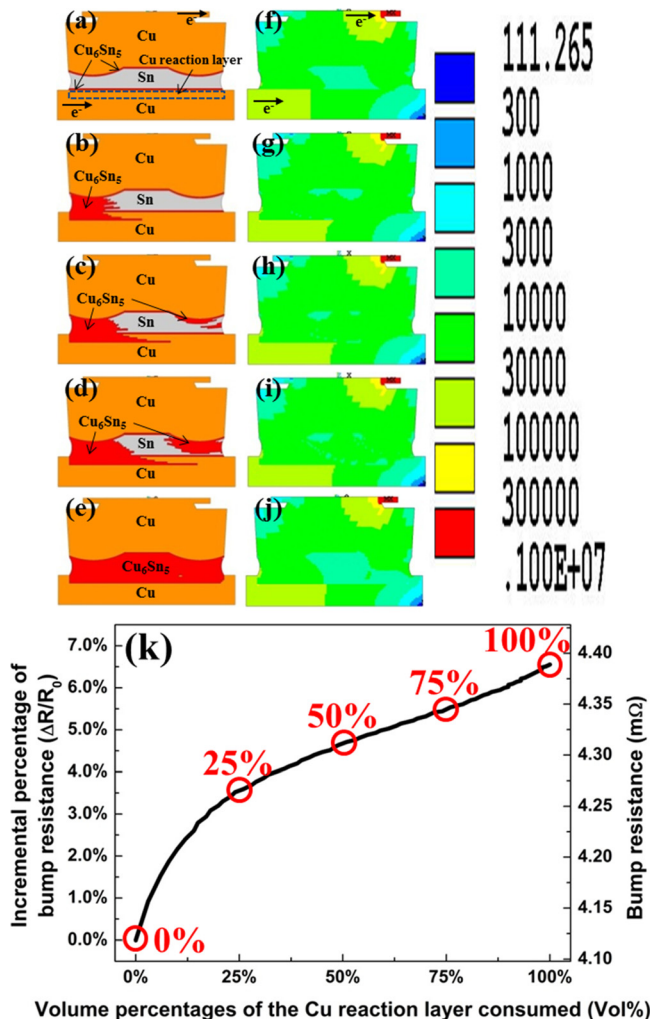 (a)
e-
Cu
Cu6Sn5
Cu reaction layer
Sn
e-
Cu
(f)
e-
e-
(b)
Cu
Cu6Sn5
Sn
Cu
(g)
(c)
Cu
Cu6Sn5
Sn
Cu
(h)
(d)
Cu
Cu6Sn5
Sn
Cu
(i)
(e)
Cu
Cu6Sn5
Cu
(j)
111.265
300
1000
3000
10000
30000
100000
300000
.100E+07
(k)
Incremental percentage of
bump resistance (ΔR/R0)
7.0%
6.0%
5.0%
4.0%
3.0%
2.0%
1.0%
0.0%
0%
25%
50%
75%
100%
4.39
4.35
4.30
4.26
4.20
4.15
4.11
Bump resistance (mΩ)
0%
25%
50%
75%
100%
Volume percentages of the Cu reaction layer consumed (Vol%)